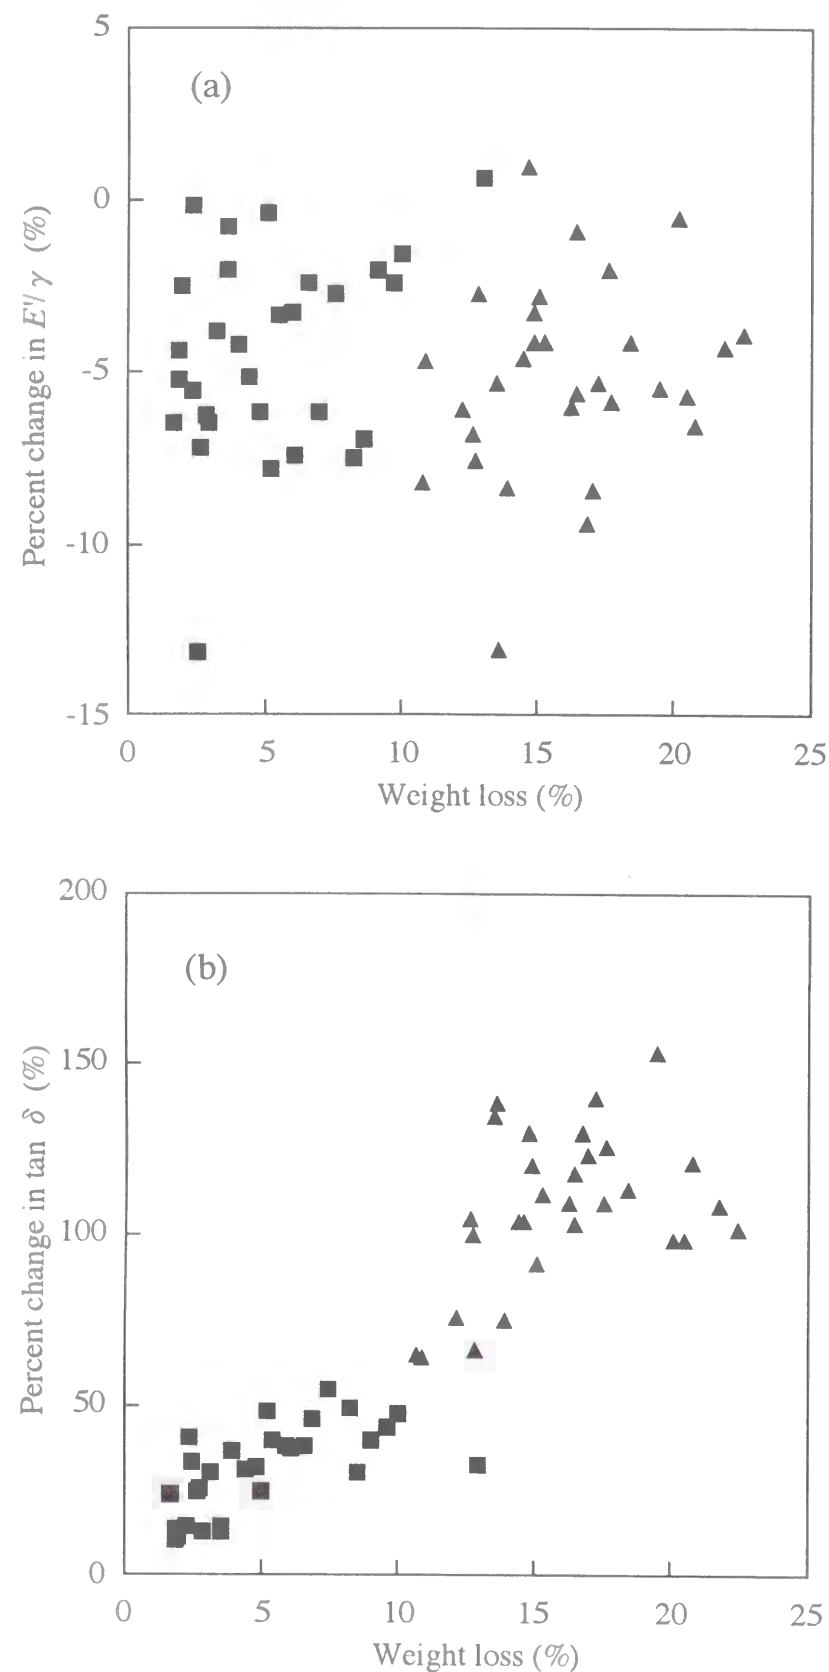 (a)
Percent change in E'/γ (%)
5
0
-5
-10
-15
0 5 10 15 20 25
Weight loss (%)
(b)
Percent change in tan δ (%)
200
150
100
50
0
0 5 10 15 20 25
Weight loss (%)